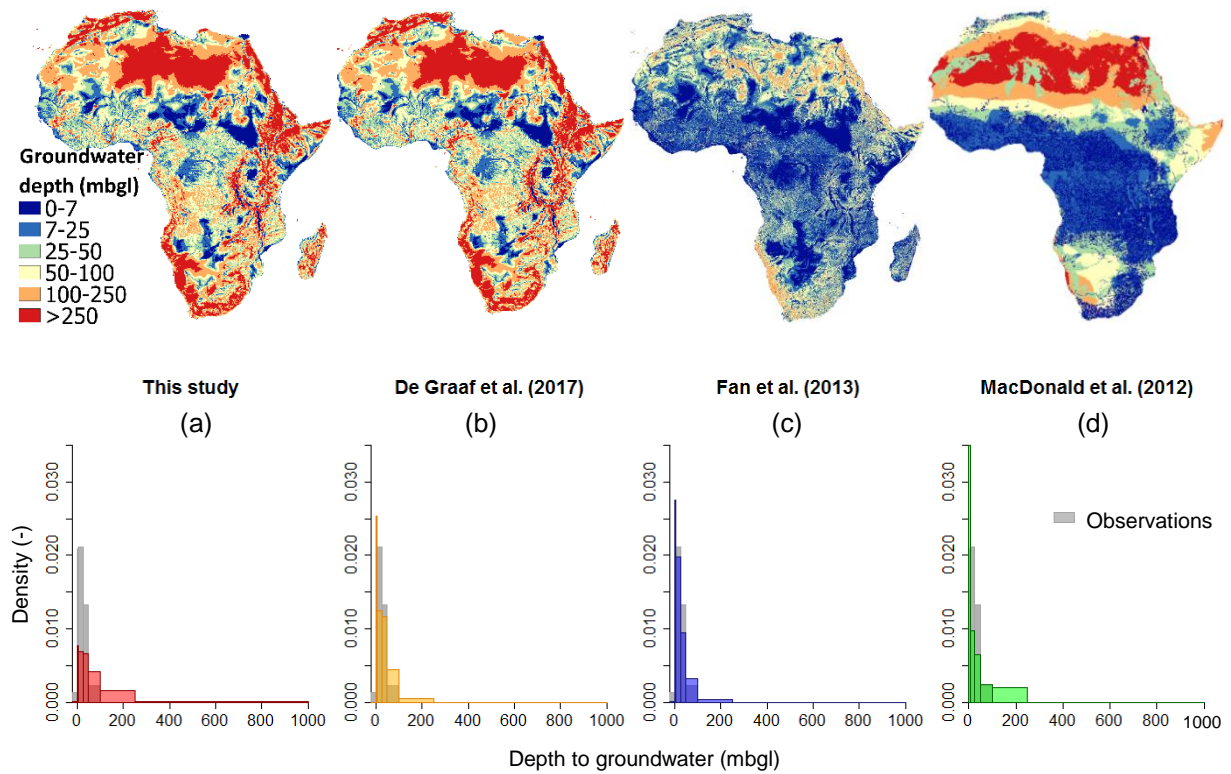 Groundwater
depth (mbgl)
0-7
7-25
25-50
50-100
100-250
>250
This study
De Graaf et al. (2017)
Fan et al. (2013)
MacDonald et al. (2012)
(a)
(b)
(c)
(d)
Density (-)
0.000 0.010 0.020 0.030
0 200 400 600 800 1000
0.000 0.010 0.020 0.030
0 200 400 600 800 1000
0.000 0.010 0.020 0.030
0 200 400 600 800 1000
0.000 0.010 0.020 0.030
0 200 400 600 800 1000
Observations
Depth to groundwater (mbgl)